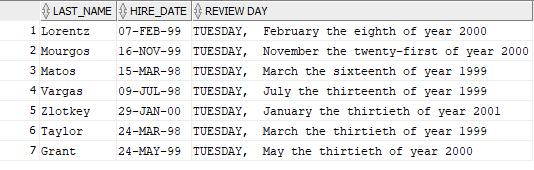 LAST_NAME HIRE_DATE REVIEW DAY
1 Lorentz 07-FEB-99 TUESDAY,  February the eighth of year 2000
2 Mourgos 16-NOV-99 TUESDAY,  November the twenty-first of year 2000
3 Matos 15-MAR-98 TUESDAY,  March the sixteenth of year 1999
4 Vargas 09-JUL-98 TUESDAY,  July the thirteenth of year 1999
5 Zlotkey 29-JAN-00 TUESDAY,  January the thirtieth of year 2001
6 Taylor 24-MAR-98 TUESDAY,  March the thirtieth of year 1999
7 Grant 24-MAY-99 TUESDAY,  May the thirtieth of year 2000